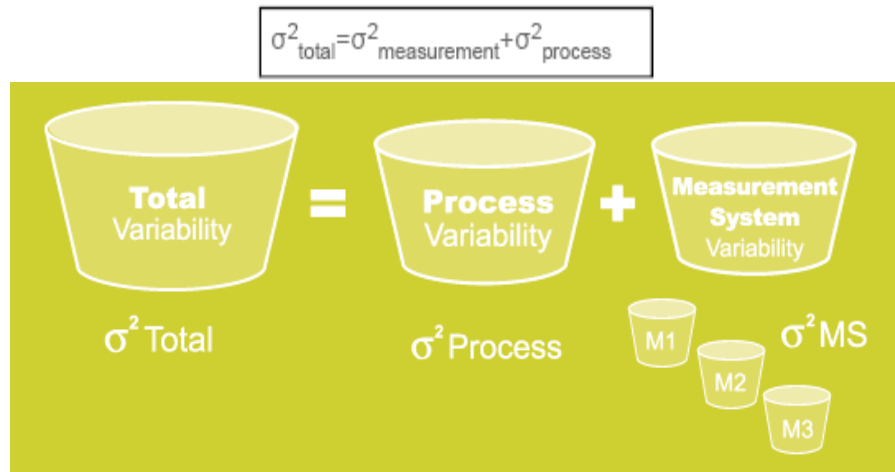 σ²total=σ²measurement+σ²process
Total
Variability
=
Process
Variability
+
Measurement
System
Variability
σ² Total
σ² Process
σ² MS
M1
M2
M3